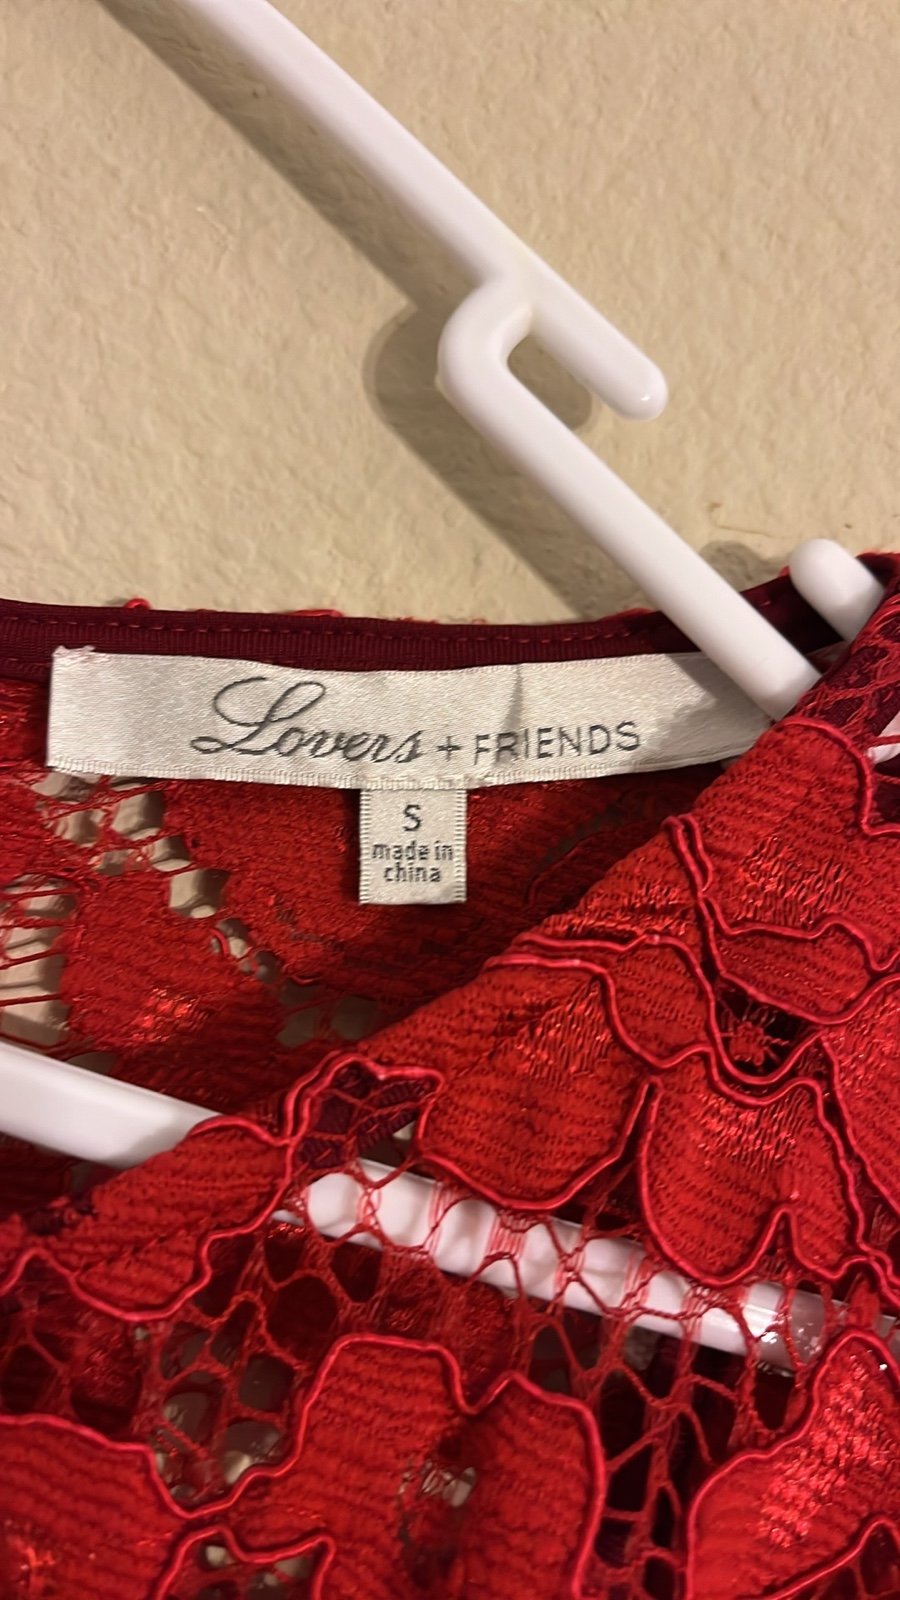 Lovers + FRIENDS
S
made in
china